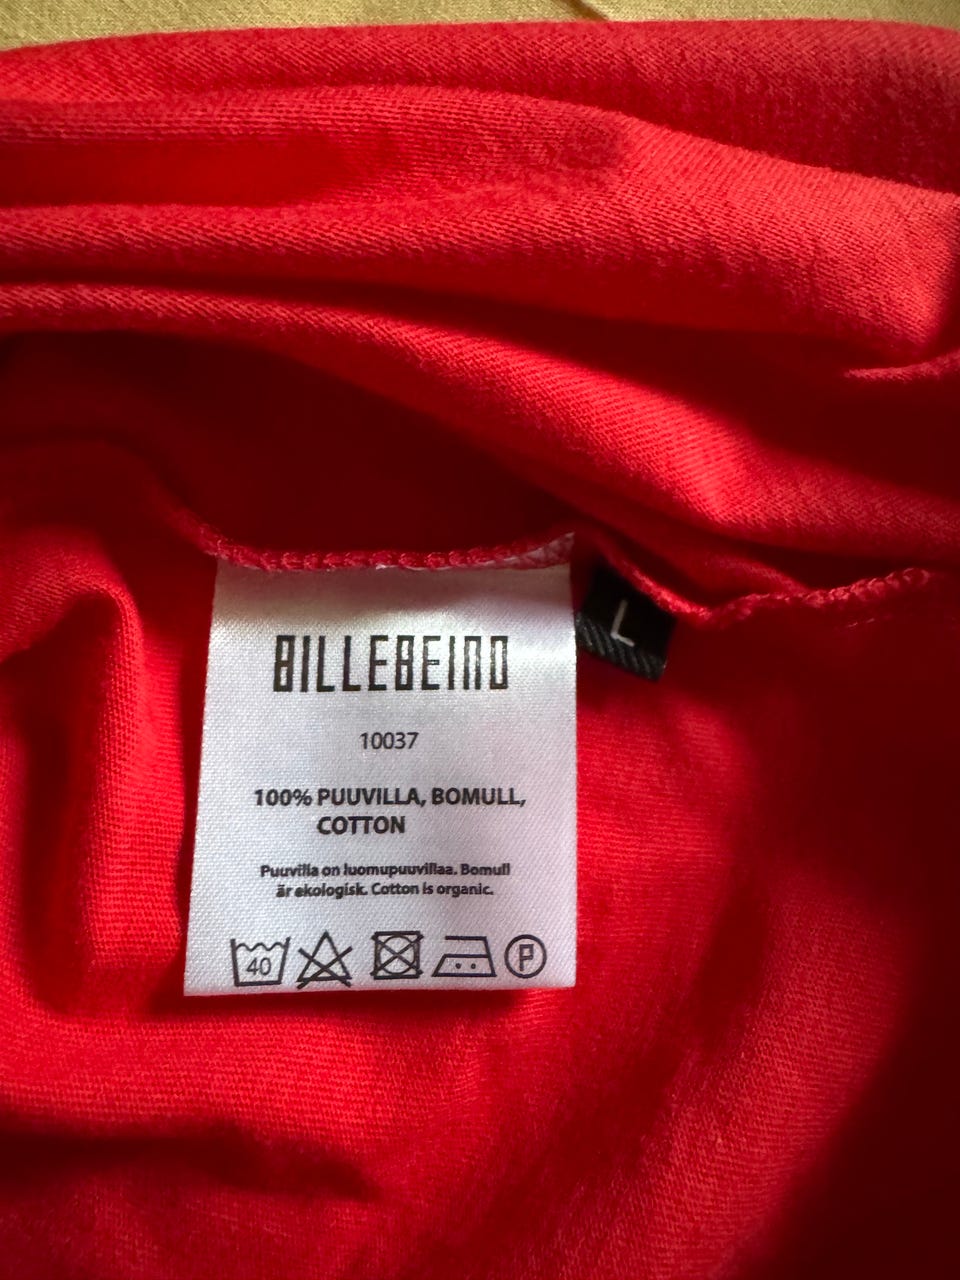 BILLEBEINO
L
10037
100% PUUVILLA, BOMULL,
COTTON
Puuvilla on luomupuuvillaa. Bomull
är ekologisk. Cotton is organic.
40
P